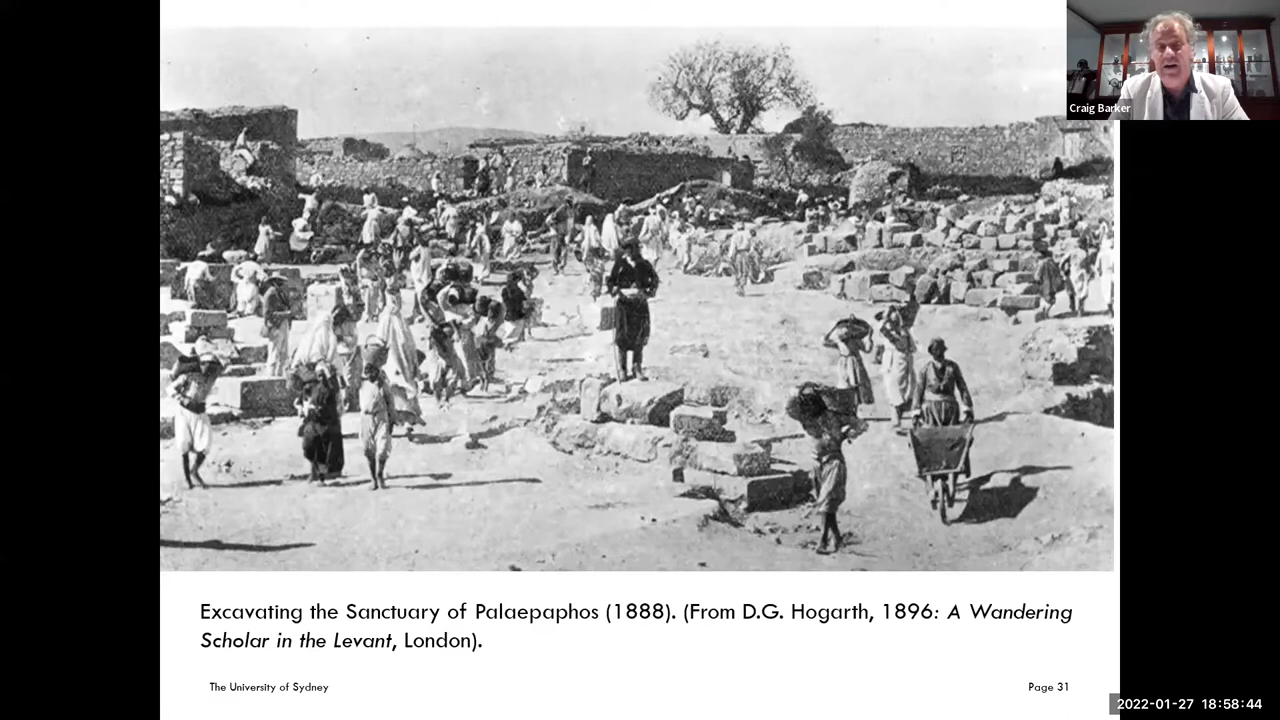 Craig Barker
Excavating the Sanctuary of Palaepaphos (1888). (From D.G. Hogarth, 1896: A Wandering
Scholar in the Levant, London).
The University of Sydney
Page 31
2022-01-27 18:58:44